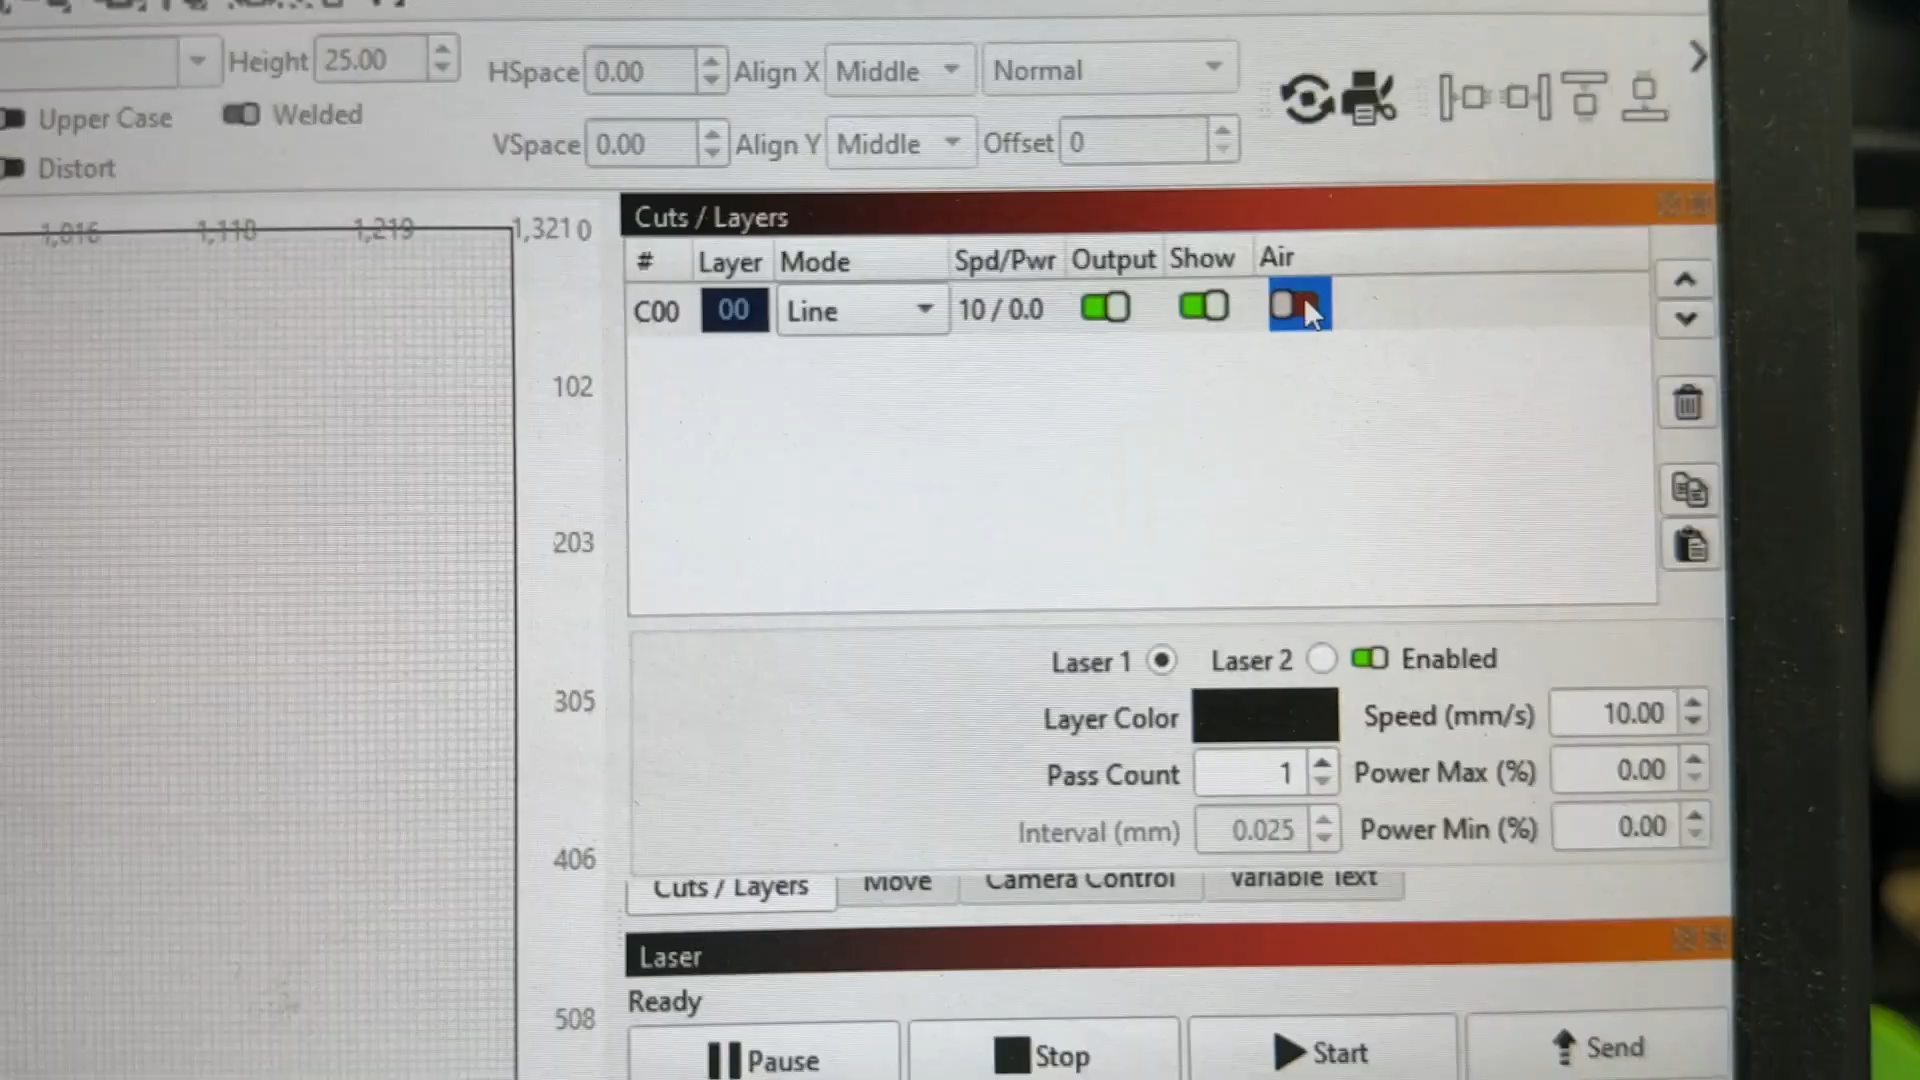 Height 25.00 HSpace 0.00 Align X Middle Normal
Upper Case Welded
VSpace 0.00 Align Y Middle Offset 0
Distort
1,016 1,118 1,219 1,321 0
102
203
305
406
508
Cuts / Layers
# Layer Mode Spd/Pwr Output Show Air
C00 00 Line 10 / 0.0
Laser 1 Laser 2 Enabled
Layer Color Speed (mm/s) 10.00
Pass Count 1 Power Max (%) 0.00
Interval (mm) 0.025 Power Min (%) 0.00
Cuts / Layers Move Camera Control Variable Text
Laser
Ready
Pause Stop Start Send